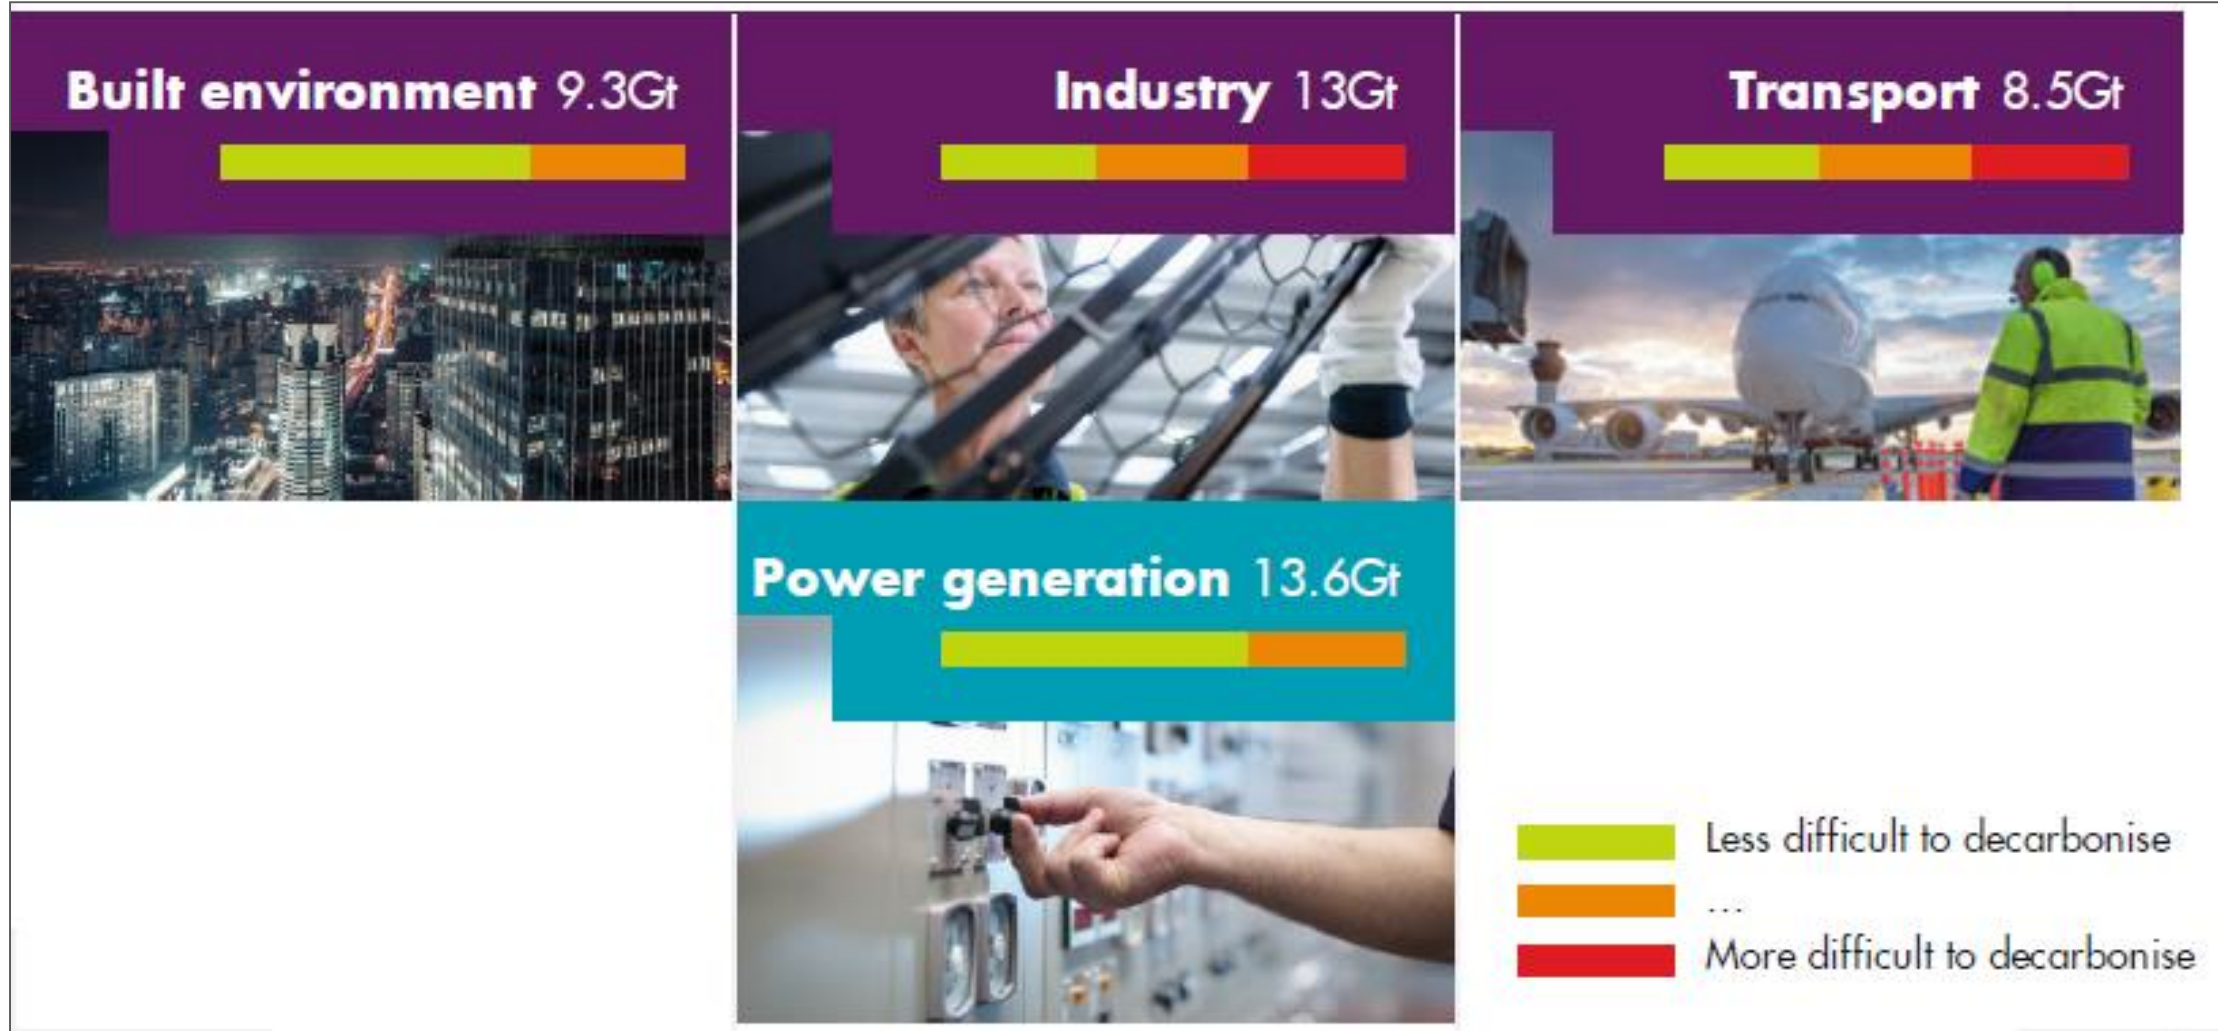 Built environment 9.3Gt
Industry 13Gt
Transport 8.5Gt
Power generation 13.6Gt
Less difficult to decarbonise
...
More difficult to decarbonise